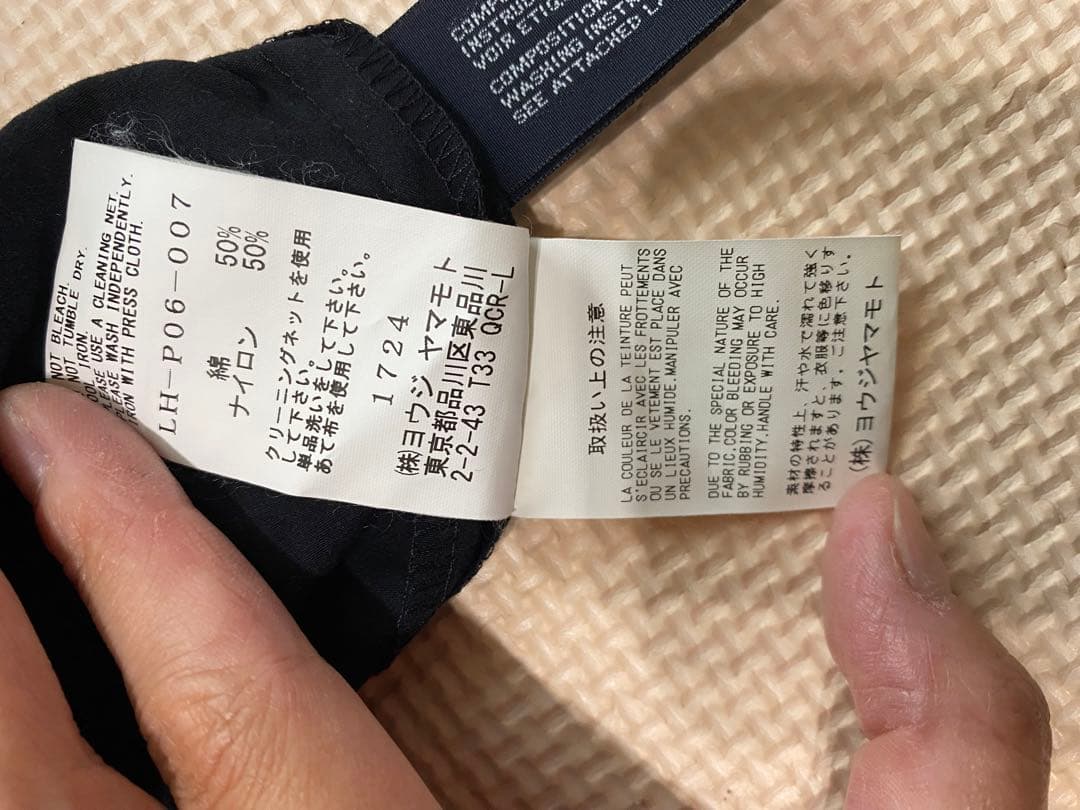 INSTRUC
VOIR ETIQU
COMPOSITION
WASHING INSTR
SEE ATTACHED LA
NOT BLEACH.
NOT TUMBLE DRY.
IRON.
PLEASE USE A CLEANING NET.
PLEASE WASH INDEPENDENTLY.
IRON WITH PRESS CLOTH.
LH-P06-007
綿 50%
ナイロン 50%
クリーニングネットを使用
して下さい。
単品洗いをして下さい。
あて布を使用して下さい。
1724
(株)ヨウジヤマモト
東京都品川区東品川
2-2-43 T33 QCR-L
取扱い上の注意
LA COULEUR DE LA TEINTURE PEUT
S'ECLAIRCIR AVEC LES FROTTEMENTS
OU SE LE VETEMENT EST PLACE DANS
UN LIEUX HUMIDE.MANIPULER AVEC
PRECAUTIONS.
DUE TO THE SPECIAL NATURE OF THE
FABRIC.COLOR BLEEDING MAY OCCUR
BY RUBBING OR EXPOSURE TO HIGH
HUMIDITY.HANDLE WITH CARE.
素材の特性上、汗や水で濡れて強く
摩擦されますと、衣服等に色移りす
ることがあります。ご注意下さい。
(株)ヨウジヤマモト